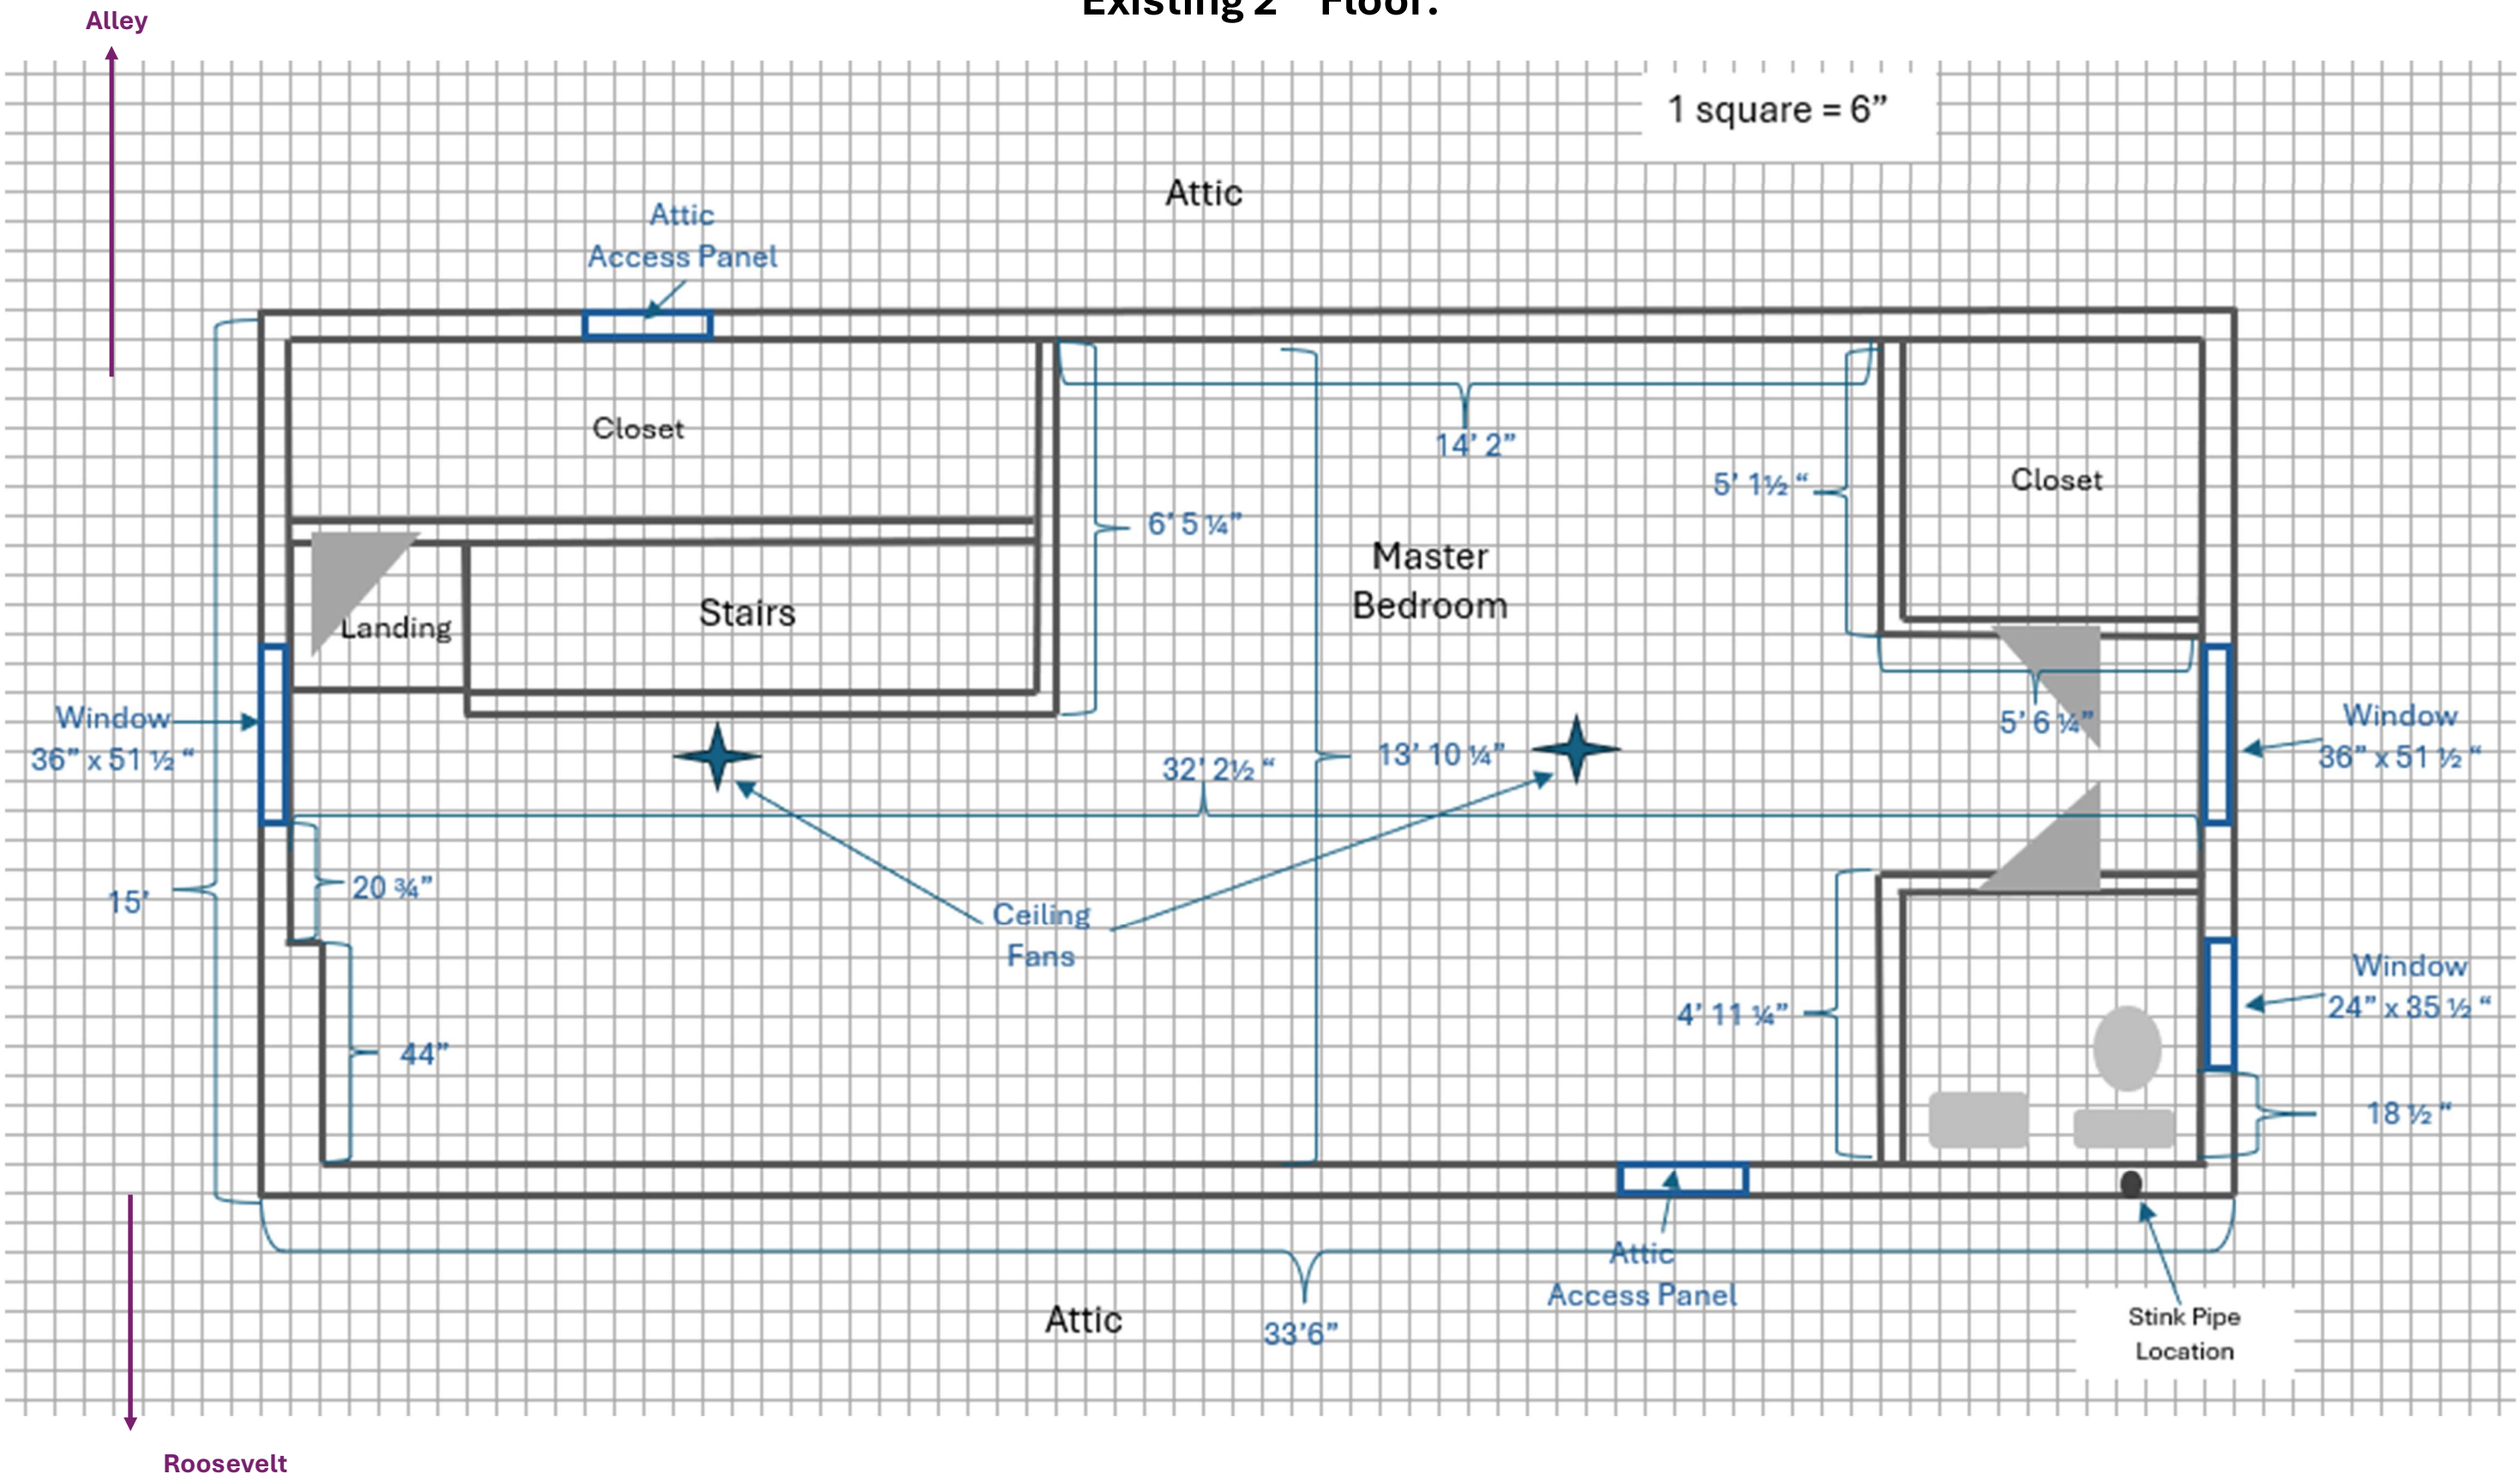 Existing 2 Floor:
Alley
1 square = 6”
Attic
Attic
Access Panel
Closet
14’ 2”
5’ 1½ “
Closet
6’ 5 ¼”
Master
Bedroom
Stairs
Landing
Window
36” x 51 ½ “
5’ 6 ¼”
Window
36” x 51 ½ “
32’ 2½ “
13’ 10 ¼”
15’
20 ¾”
Ceiling
Fans
Window
24” x 35 ½ “
4’ 11 ¼”
44”
18 ½ “
Attic
Access Panel
Attic
33’6”
Stink Pipe
Location
Roosevelt